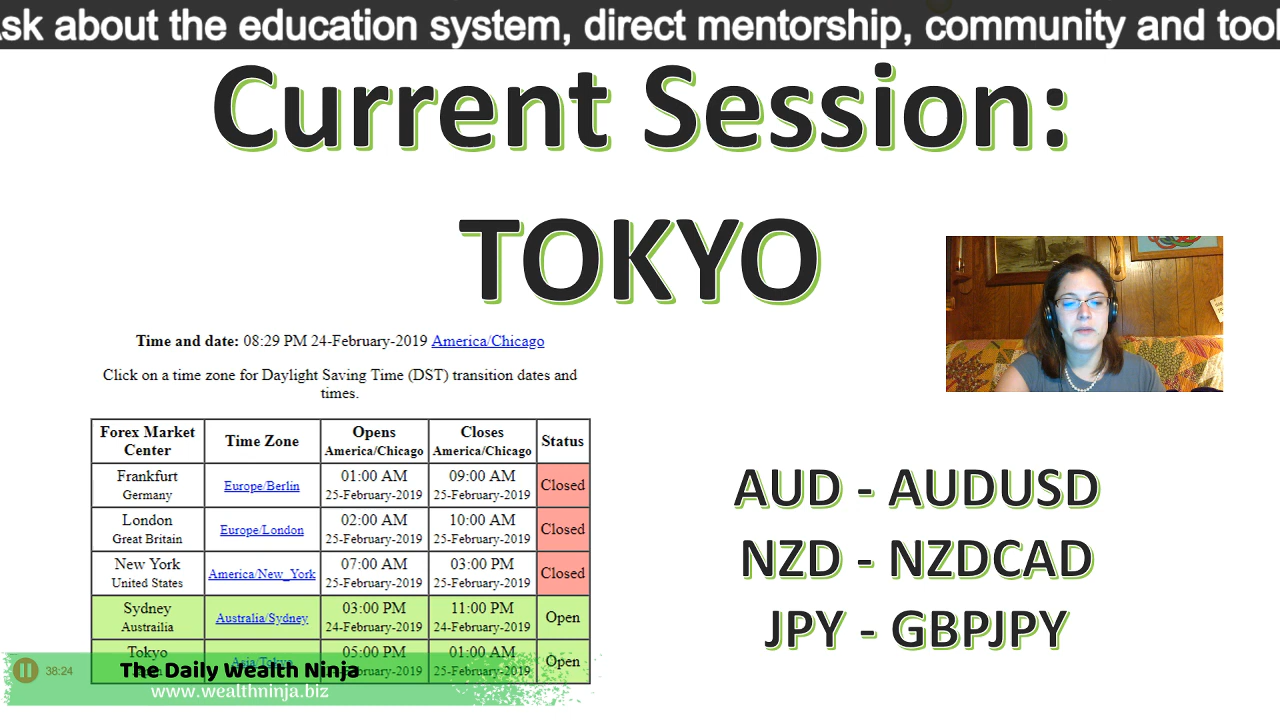 sk about the education system, direct mentorship, community and tool
Current Session:
TOKYO
Time and date: 08:29 PM 24-February-2019 America/Chicago
Click on a time zone for Daylight Saving Time (DST) transition dates and
times.
Forex Market Center Time Zone Opens America/Chicago Closes America/Chicago Status
Frankfurt Germany Europe/Berlin 01:00 AM 25-February-2019 09:00 AM 25-February-2019 Closed
London Great Britain Europe/London 02:00 AM 25-February-2019 10:00 AM 25-February-2019 Closed
New York United States America/New_York 07:00 AM 25-February-2019 03:00 PM 25-February-2019 Closed
Sydney Austrailia Australia/Sydney 03:00 PM 24-February-2019 11:00 PM 24-February-2019 Open
Tokyo Asia/Tokyo 05:00 PM 24-February-2019 01:00 AM 25-February-2019 Open
AUD - AUDUSD
NZD - NZDCAD
JPY - GBPJPY
38:24
The Daily Wealth Ninja
www.wealthninja.biz